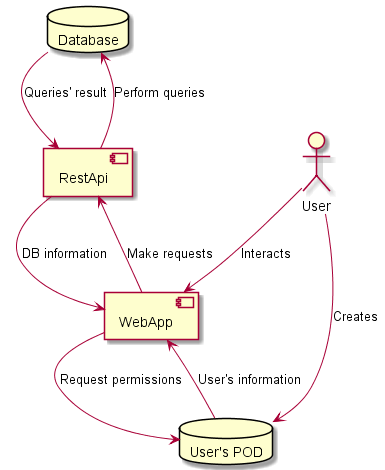 Database
Queries' result
Perform queries
RestApi
User
DB information
Make requests
Interacts
WebApp
Creates
Request permissions
User's information
User's POD